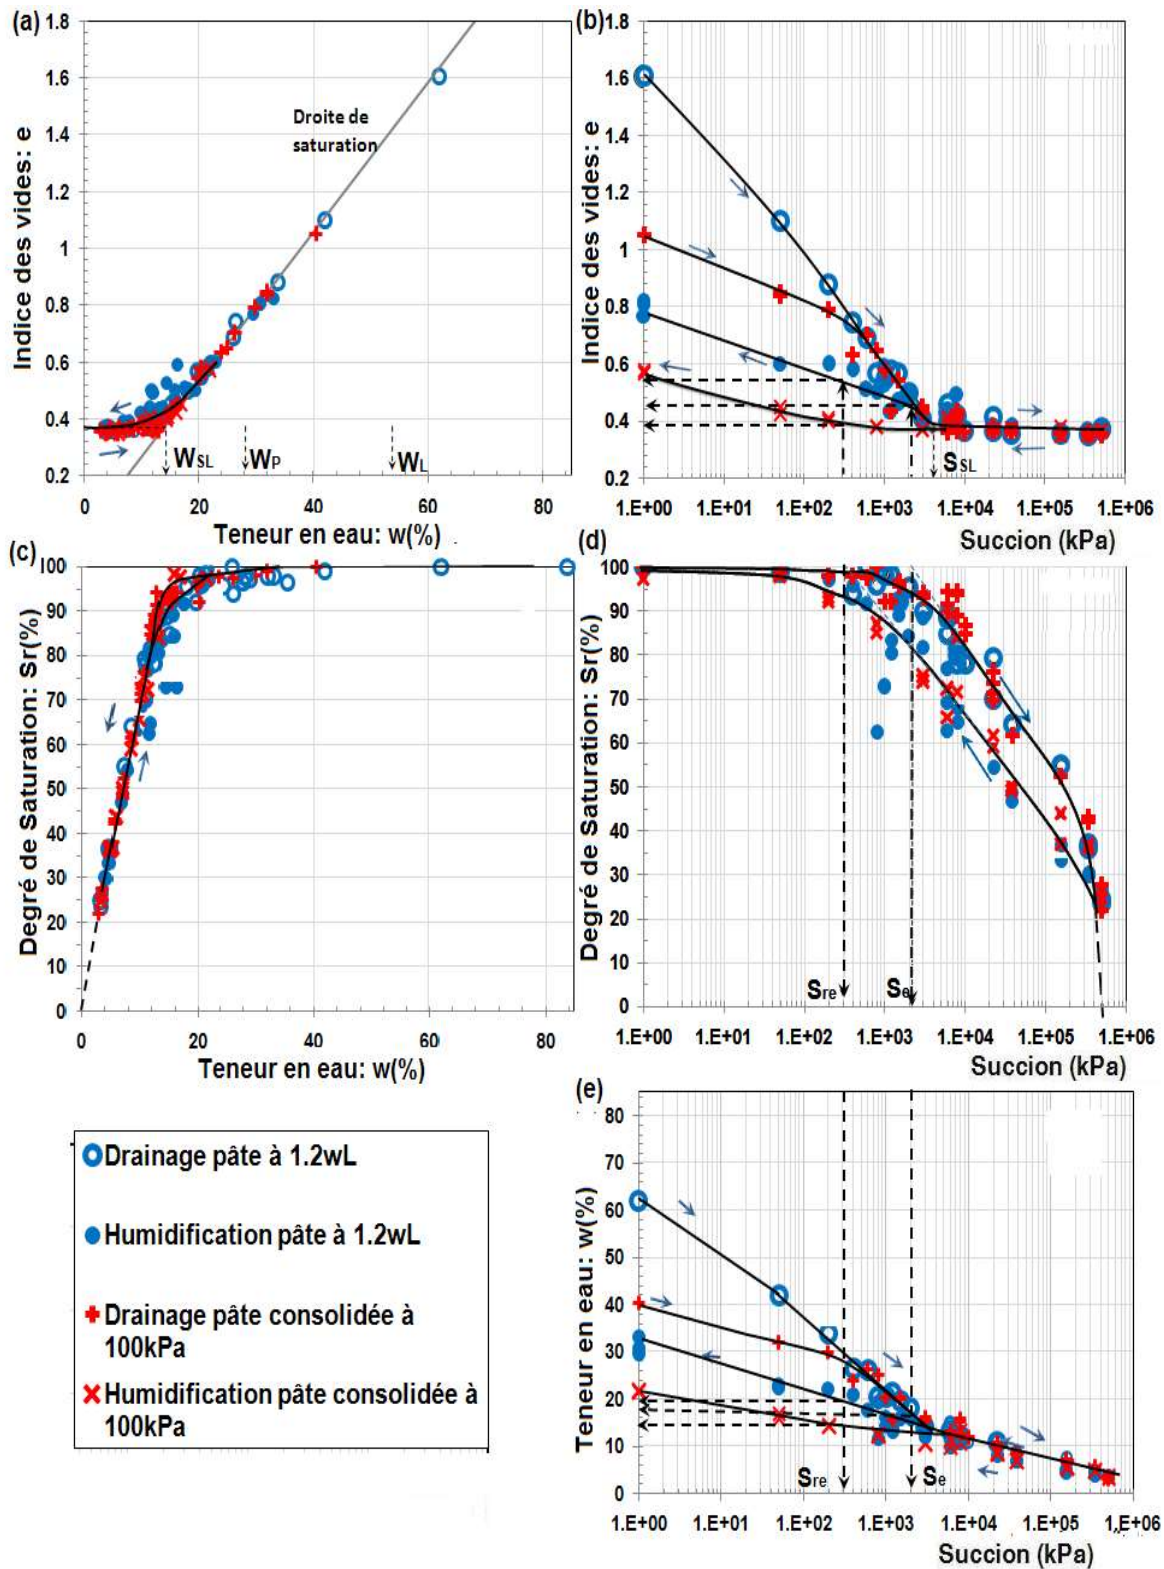 (a)
1.8
1.6
1.4
1.2
1
0.8
0.6
0.4
0.2
Indice des vides: e
Droite de
saturation
WSL
WP
WL
0
20
40
60
80
Teneur en eau: w(%)
(b)
1.8
1.6
1.4
1.2
1
0.8
0.6
0.4
0.2
Indice des vides: e
SSL
1.E+00
1.E+01
1.E+02
1.E+03
1.E+04
1.E+05
1.E+06
Succion (kPa)
(c)
100
90
80
70
60
50
40
30
20
10
0
Degré de Saturation: Sr(%)
0
20
40
60
80
Teneur en eau: w(%)
(d)
100
90
80
70
60
50
40
30
20
10
0
Degré de Saturation: Sr(%)
Sre
Se
1.E+00
1.E+01
1.E+02
1.E+03
1.E+04
1.E+05
1.E+06
Succion (kPa)
Drainage pâte à 1.2wL
Humidification pâte à 1.2wL
Drainage pâte consolidée à
100kPa
Humidification pâte consolidée à
100kPa
(e)
80
70
60
50
40
30
20
10
0
Teneur en eau: w(%)
Sre
Se
1.E+00
1.E+01
1.E+02
1.E+03
1.E+04
1.E+05
1.E+06
Succion (kPa)